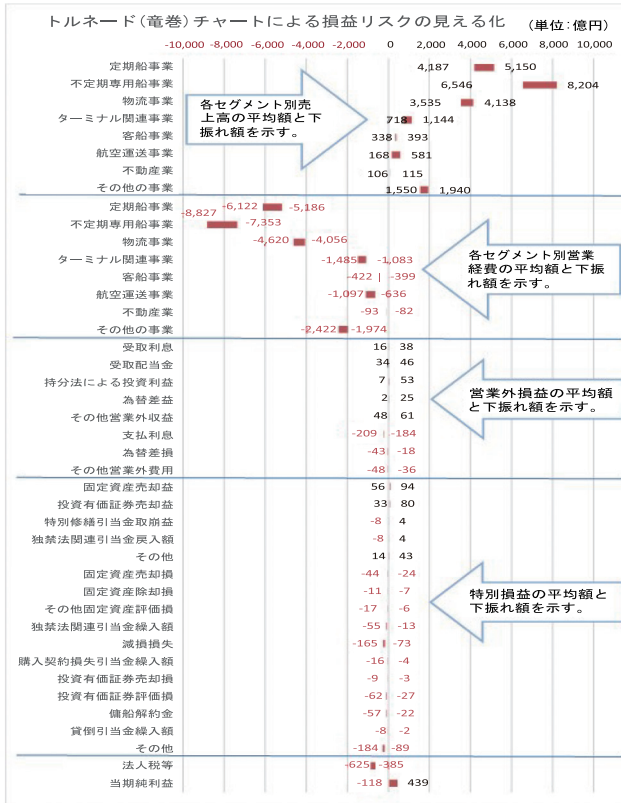 トルネード(竜巻)チャートによる損益リスクの見える化
(単位:億円)
-10,000 -8,000 -6,000 -4,000 -2,000 0 2,000 4,000 6,000 8,000 10,000
定期船事業 4,187 5,150
不定期専用船事業 6,546 8,204
物流事業 3,535 4,138
ターミナル関連事業 718 1,144
客船事業 338 393
航空運送事業 168 581
不動産業 106 115
その他の事業 1,550 1,940
各セグメント別売
上高の平均額と下
振れ額を示す。
定期船事業 -6,122 -5,186
不定期専用船事業 -8,827 -7,353
物流事業 -4,620 -4,056
ターミナル関連事業 -1,485 -1,083
客船事業 -422 -399
航空運送事業 -1,097 -636
不動産業 -93 -82
その他の事業 -2,422 -1,974
各セグメント別営業
経費の平均額と下振
れ額を示す。
受取利息 16 38
受取配当金 34 46
持分法による投資利益 7 53
為替差益 2 25
その他営業外収益 48 61
支払利息 -209 -184
為替差損 -43 -18
その他営業外費用 -48 -36
営業外損益の平均額
と下振れ額を示す。
固定資産売却益 56 94
投資有価証券売却益 33 80
特別修繕引当金取崩益 -8 4
独禁法関連引当金戻入額 -8 4
その他 14 43
固定資産売却損 -44 -24
固定資産除却損 -11 -7
その他固定資産評価損 -17 -6
独禁法関連引当金繰入額 -55 -13
減損損失 -165 -73
購入契約損失引当金繰入額 -16 -4
投資有価証券売却損 -9 -3
投資有価証券評価損 -62 -27
傭船解約金 -57 -22
貸倒引当金繰入額 -8 -2
その他 -184 -89
特別損益の平均額と
下振れ額を示す。
法人税等 -625 -385
当期純利益 -118 439